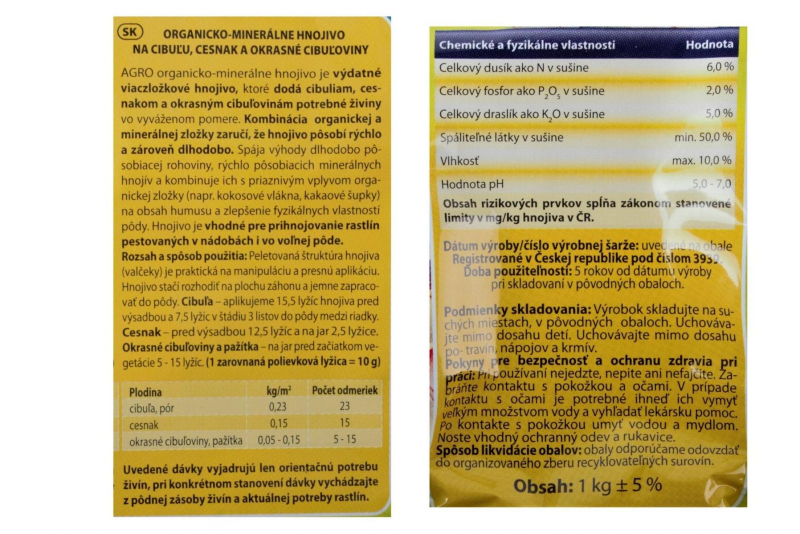 SK ORGANICKO-MINERÁLNE HNOJIVO
NA CIBUĽU, CESNAK A OKRASNÉ CIBUĽOVINY
AGRO organicko-minerálne hnojivo je výdatné
viaczložkové hnojivo, ktoré dodá cibuliam, ces-
nakom a okrasným cibuľovinám potrebné živiny
vo vyváženom pomere. Kombinácia organickej a
minerálnej zložky zaručí, že hnojivo pôsobí rýchlo
a zároveň dlhodobo. Spája výhody dlhodobo pô-
sobiacej rohoviny, rýchlo pôsobiacich minerálnych
hnojív a kombinuje ich s priaznivým vplyvom orga-
nickej zložky (napr. kokosové vlákna, kakaové šupky)
na obsah humusu a zlepšenie fyzikálnych vlastností
pôdy. Hnojivo je vhodné pre prihnojovanie rastlín
pestovaných v nádobách i vo voľnej pôde.
Rozsah a spôsob použitia: Peletovaná štruktúra hnojiva
(valčeky) je praktická na manipuláciu a presnú aplikáciu.
Hnojivo stačí rozhodiť na plochu záhonu a jemne zapraco-
vať do pôdy. Cibuľa – aplikujeme 15,5 lyžíc hnojiva pred
výsadbou a 7,5 lyžíc v štádiu 3 listov do pôdy medzi riadky.
Cesnak – pred výsadbou 12,5 lyžíc a na jar 2,5 lyžice.
Okrasné cibuľoviny a pažítka – na jar pred začiatkom ve-
getácie 5 - 15 lyžíc. (1 zarovnaná polievková lyžica = 10 g)
Plodina kg/m² Počet odmeriek
cibuľa, pór 0,23 23
cesnak 0,15 15
okrasné cibuľoviny, pažítka 0,05 - 0,15 5 - 15
Uvedené dávky vyjadrujú len orientačnú potrebu
živín, pri konkrétnom stanovení dávky vychádzajte
z pôdnej zásoby živín a aktuálnej potreby rastlín.
Chemické a fyzikálne vlastnosti Hodnota
Celkový dusík ako N v sušine 6,0 %
Celkový fosfor ako P₂O₅ v sušine 2,0 %
Celkový draslík ako K₂O v sušine 5,0 %
Spáliteľné látky v sušine min. 50,0 %
Vlhkosť max. 10,0 %
Hodnota pH 5,0 - 7,0
Obsah rizikových prvkov spĺňa zákonom stanovené
limity v mg/kg hnojiva v ČR.
Dátum výroby/číslo výrobnej šarže: uvedené na obale
Registrované v Českej republike pod číslom 3939.
Doba použiteľnosti: 5 rokov od dátumu výroby
pri skladovaní v pôvodných obaloch.
Podmienky skladovania: Výrobok skladujte na su-
chých miestach, v pôvodných obaloch. Uchováva-
jte mimo dosahu detí. Uchovávajte mimo dosahu
po-travín, nápojov a krmív.
Pokyny pre bezpečnosť a ochranu zdravia pri
práci: Pri používaní nejedzte, nepite ani nefajčite. Za-
bráňte kontaktu s pokožkou a očami. V prípade
kontaktu s očami je potrebné ihneď ich vymyť
veľkým množstvom vody a vyhľadať lekársku pomoc.
Po kontakte s pokožkou umyť vodou a mydlom.
Noste vhodný ochranný odev a rukavice.
Spôsob likvidácie obalov: obaly odporúčame odovzdať
do organizovaného zberu recyklovateľných surovín.
Obsah: 1 kg ± 5 %